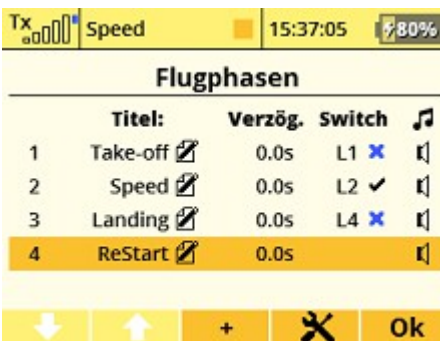 Tx Speed 15:37:05 80%
Flugphasen
Titel: Verzög. Switch
1 Take-off 0.0s L1
2 Speed 0.0s L2
3 Landing 0.0s L4
4 ReStart 0.0s
+ Ok